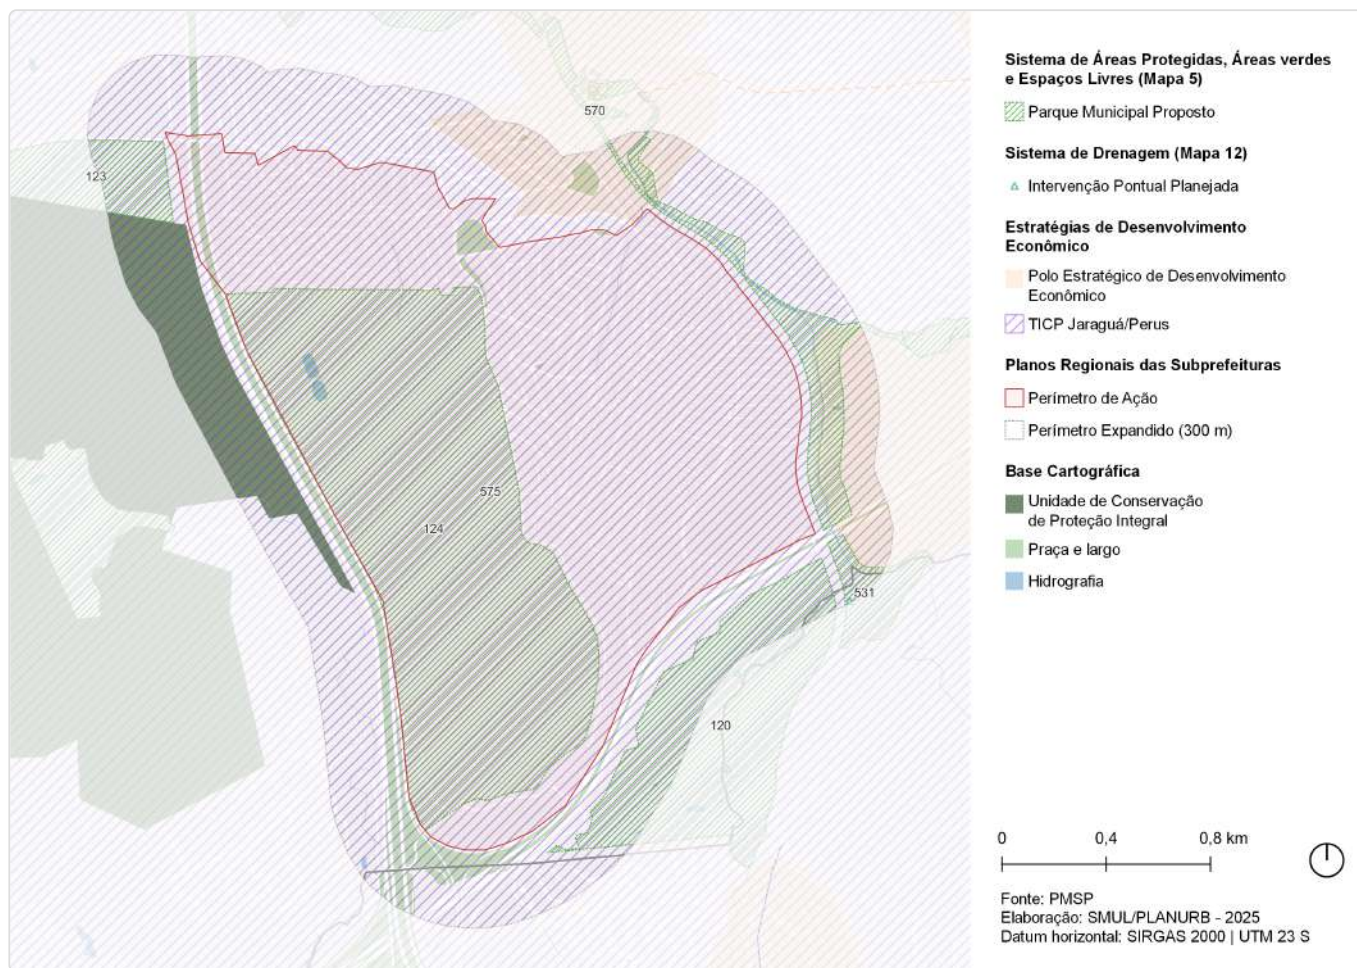 570
123
575
124
531
120
Sistema de Áreas Protegidas, Áreas verdes
e Espaços Livres (Mapa 5)
Parque Municipal Proposto
Sistema de Drenagem (Mapa 12)
Intervenção Pontual Planejada
Estratégias de Desenvolvimento
Econômico
Polo Estratégico de Desenvolvimento
Econômico
TICP Jaraguá/Perus
Planos Regionais das Subprefeituras
Perímetro de Ação
Perímetro Expandido (300 m)
Base Cartográfica
Unidade de Conservação
de Proteção Integral
Praça e largo
Hidrografia
0 0,4 0,8 km
Fonte: PMSP
Elaboração: SMUL/PLANURB - 2025
Datum horizontal: SIRGAS 2000 | UTM 23 S